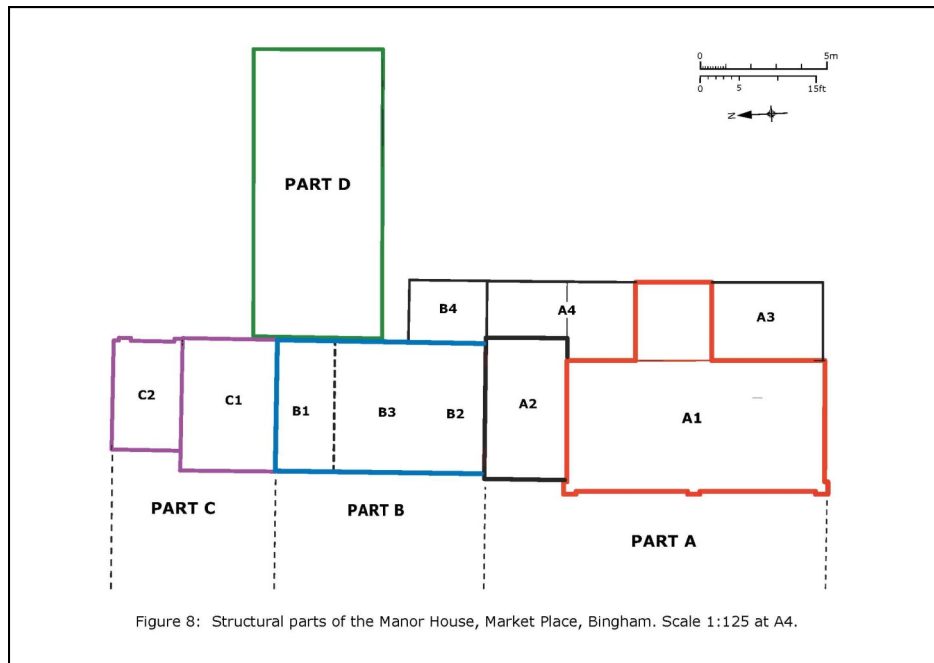 0 5m
0 5 15ft
N
PART D
B4 A4 A3
C2 C1 B1 B3 B2 A2 A1
PART C PART B PART A
Figure 8: Structural parts of the Manor House, Market Place, Bingham. Scale 1:125 at A4.